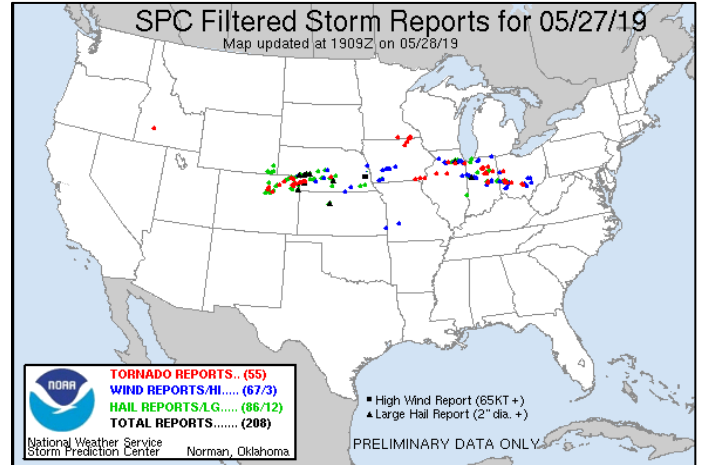 SPC Filtered Storm Reports for 05/27/19
Map updated at 1909Z on 05/28/19
NOAA
TORNADO REPORTS.. (55)
WIND REPORTS/HI..... (67/3)
HAIL REPORTS/LG..... (86/12)
TOTAL REPORTS....... (208)
National Weather Service
Storm Prediction Center Norman, Oklahoma
High Wind Report (65KT +)
Large Hail Report (2" dia. +)
PRELIMINARY DATA ONLY